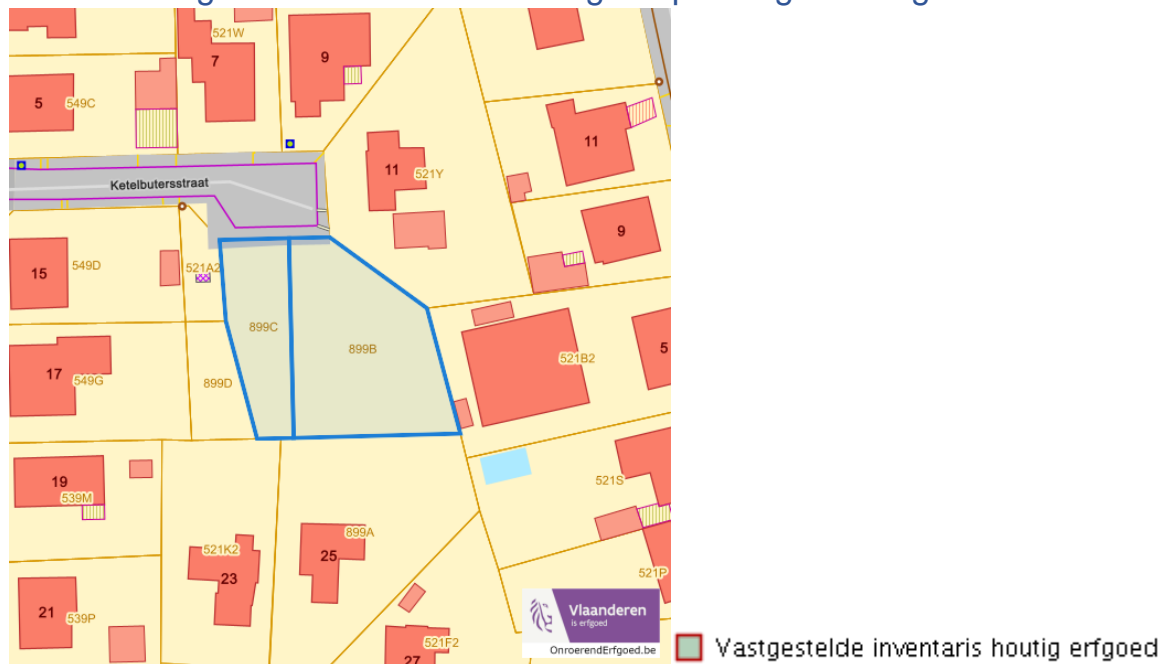 521W
7
9
5
549C
11
Ketelbutersstraat
11
521Y
9
15
549D
521A2
899C
899B
521B2
5
17
549G
899D
19
539M
521S
899A
521K2
25
23
521P
21
539P
521F2
27
Vlaanderen
is erfgoed
OnroerendErfgoed.be
Vastgestelde inventaris houtig erfgoed